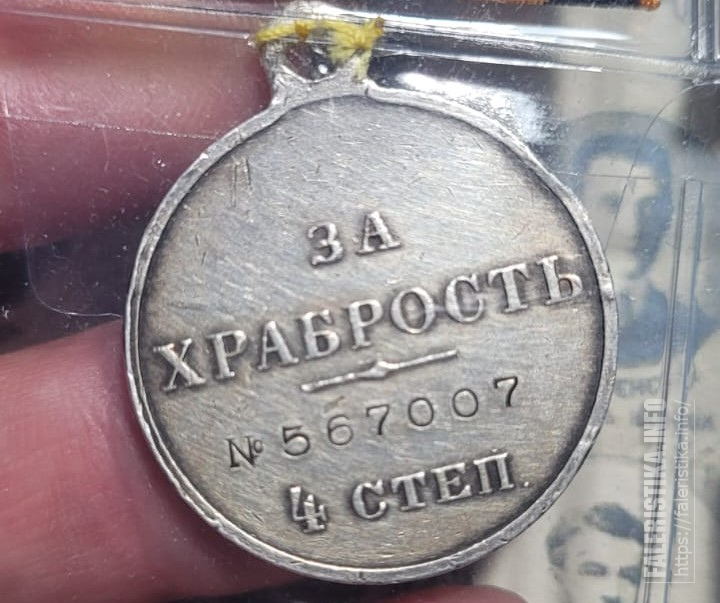 ЗА
ХРАБРОСТЬ
№ 567007
4 СТЕП.
FALERISTIKA.INFO
https://faleristika.info/